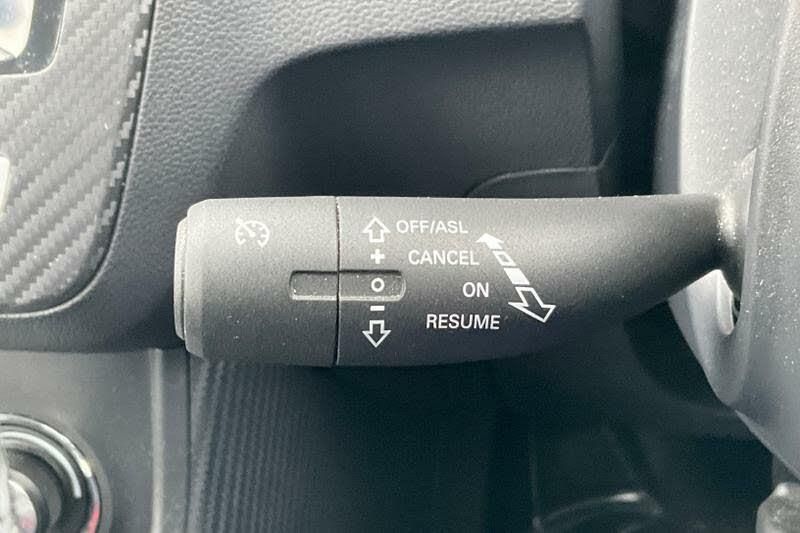 OFF/ASL
+ CANCEL
O ON
− RESUME